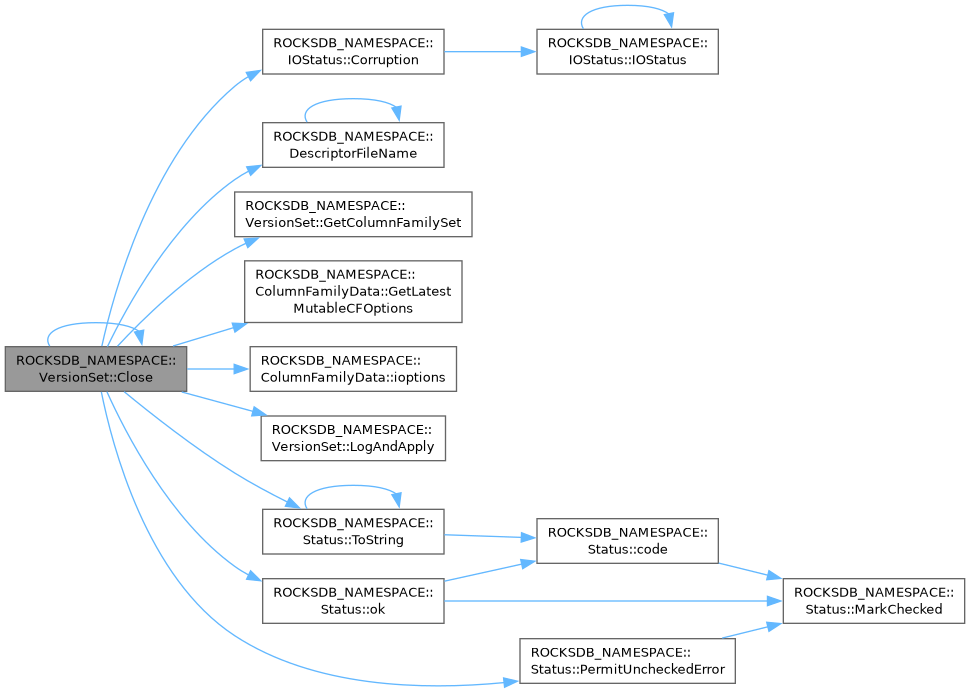 ROCKSDB_NAMESPACE::
IOStatus::Corruption
ROCKSDB_NAMESPACE::
IOStatus::IOStatus
ROCKSDB_NAMESPACE::
DescriptorFileName
ROCKSDB_NAMESPACE::
VersionSet::GetColumnFamilySet
ROCKSDB_NAMESPACE::
ColumnFamilyData::GetLatest
MutableCFOptions
ROCKSDB_NAMESPACE::
VersionSet::Close
ROCKSDB_NAMESPACE::
ColumnFamilyData::ioptions
ROCKSDB_NAMESPACE::
VersionSet::LogAndApply
ROCKSDB_NAMESPACE::
Status::ToString
ROCKSDB_NAMESPACE::
Status::code
ROCKSDB_NAMESPACE::
Status::ok
ROCKSDB_NAMESPACE::
Status::MarkChecked
ROCKSDB_NAMESPACE::
Status::PermitUncheckedError